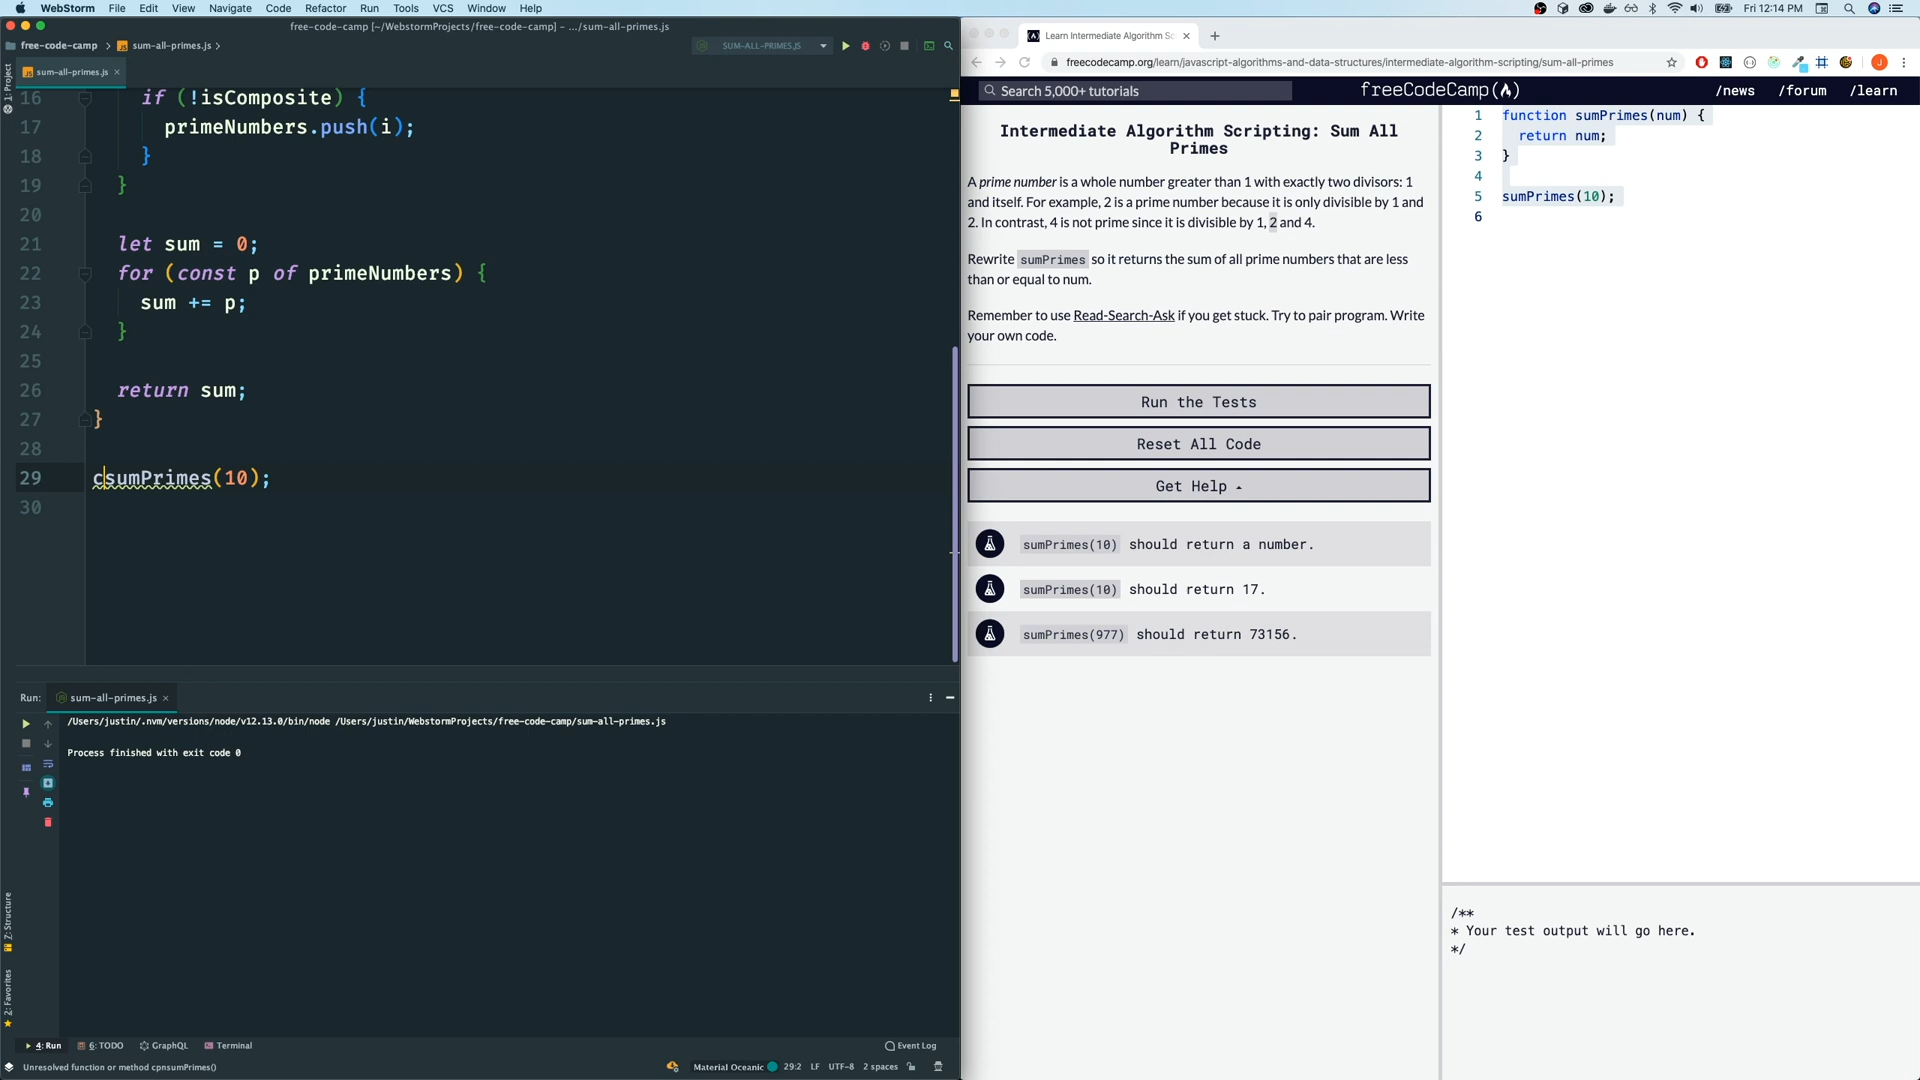 WebStorm File Edit View Navigate Code Refactor Run Tools VCS Window Help
Fri 12:14 PM
free-code-camp [~/WebstormProjects/free-code-camp] – .../sum-all-primes.js
free-code-camp sum-all-primes.js
SUM-ALL-PRIMES.JS
sum-all-primes.js
1: Project
16 if (!isComposite) {
17 primeNumbers.push(i);
18 }
19 }
20
21 let sum = 0;
22 for (const p of primeNumbers) {
23 sum += p;
24 }
25
26 return sum;
27 }
28
29 csumPrimes(10);
30
Run: sum-all-primes.js
/Users/justin/.nvm/versions/node/v12.13.0/bin/node /Users/justin/WebstormProjects/free-code-camp/sum-all-primes.js
Process finished with exit code 0
Z: Structure
2: Favorites
4: Run 6: TODO GraphQL Terminal
Event Log
Unresolved function or method cpnsumPrimes()
Material Oceanic 29:2 LF UTF-8 2 spaces
Learn Intermediate Algorithm Sc
freecodecamp.org/learn/javascript-algorithms-and-data-structures/intermediate-algorithm-scripting/sum-all-primes
J
Search 5,000+ tutorials
freeCodeCamp
/news /forum /learn
Intermediate Algorithm Scripting: Sum All
Primes
A prime number is a whole number greater than 1 with exactly two divisors: 1
and itself. For example, 2 is a prime number because it is only divisible by 1 and
2. In contrast, 4 is not prime since it is divisible by 1, 2 and 4.
Rewrite sumPrimes so it returns the sum of all prime numbers that are less
than or equal to num.
Remember to use Read-Search-Ask if you get stuck. Try to pair program. Write
your own code.
Run the Tests
Reset All Code
Get Help
sumPrimes(10) should return a number.
sumPrimes(10) should return 17.
sumPrimes(977) should return 73156.
1 function sumPrimes(num) {
2 return num;
3 }
4
5 sumPrimes(10);
6
/**
* Your test output will go here.
*/